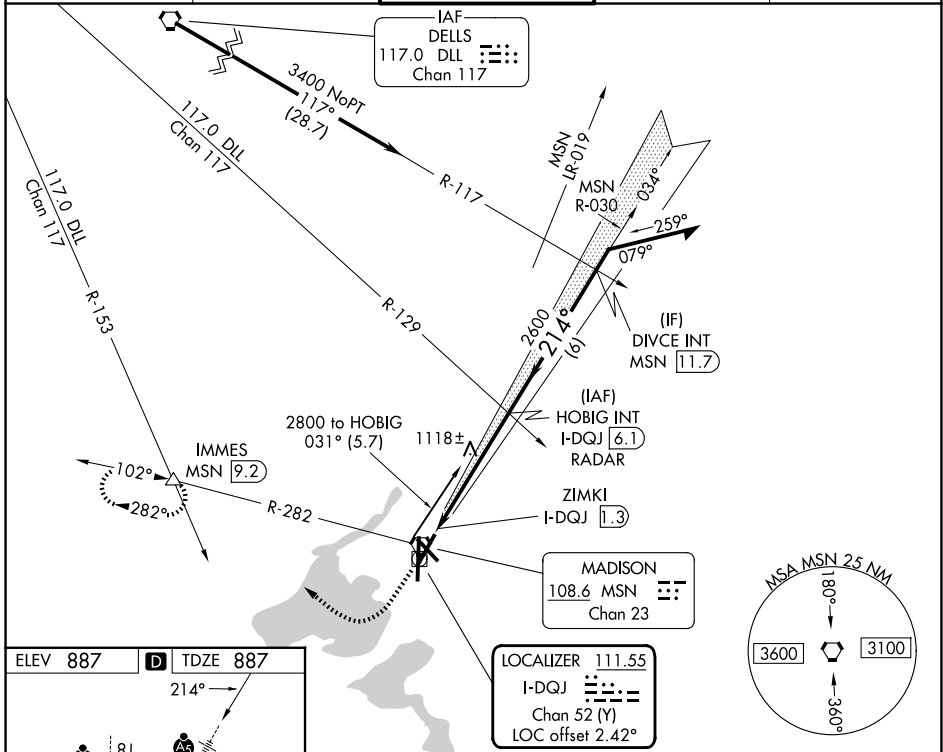 IAF
DELLS
117.0 DLL
Chan 117
3400 NoPT
117°
(28.7)
117.0 DLL
Chan 117
117.0 DLL
Chan 117
R-117
MSN
LR-019
MSN
R-030
034°
259°
079°
R-153
R-129
2600
214°
(6)
(IF)
DIVCE INT
MSN 11.7
(IAF)
HOBIG INT
I-DQJ 6.1
RADAR
2800 to HOBIG
031° (5.7)
1118±
IMMES
MSN 9.2
102°
282°
R-282
ZIMKI
I-DQJ 1.3
MADISON
108.6 MSN
Chan 23
LOCALIZER 111.55
I-DQJ
Chan 52 (Y)
LOC offset 2.42°
MSA MSN 25 NM
180°
3600
3100
360°
ELEV 887
D
TDZE 887
214°
A5